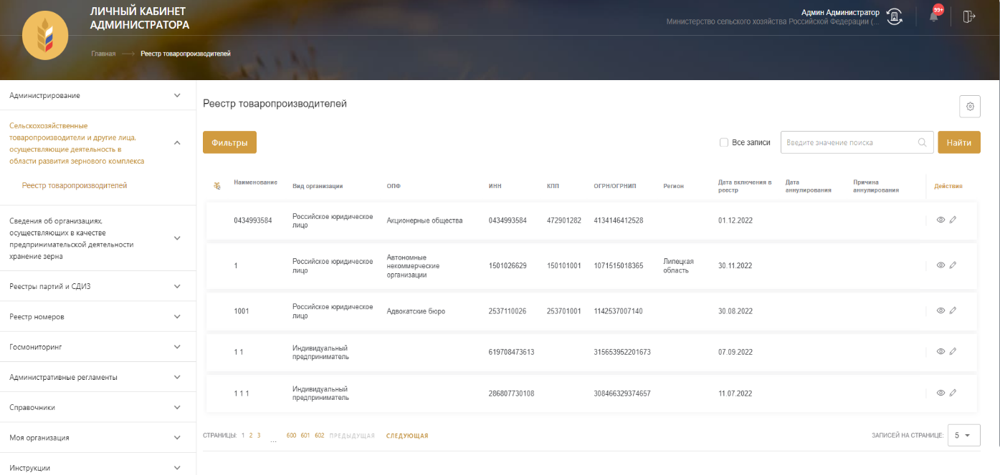 ЛИЧНЫЙ КАБИНЕТ
АДМИНИСТРАТОРА
Админ Администратор
Министерство сельского хозяйства Российской Федерации (...
99+
Главная
Реестр товаропроизводителей
Администрирование
Сельскохозяйственные
товаропроизводители и другие лица,
осуществляющие деятельность в
области развития зернового комплекса
Реестр товаропроизводителей
Сведения об организациях,
осуществляющих в качестве
предпринимательской деятельности
хранение зерна
Реестры партий и СДИЗ
Реестр номеров
Госмониторинг
Административные регламенты
Справочники
Моя организация
Инструкции
Реестр товаропроизводителей
Фильтры
Все записи
Введите значение поиска
Найти
Наименование Вид организации ОПФ ИНН КПП ОГРН/ОГРНИП Регион Дата включения в реестр Дата аннулирования Причина аннулирования Действия
0434993584 Российское юридическое лицо Акционерные общества 0434993584 472901282 4134146412528 01.12.2022
1 Российское юридическое лицо Автономные некоммерческие организации 1501026629 150101001 1071515018365 Липецкая область 30.11.2022
1001 Российское юридическое лицо Адвокатские бюро 2537110026 253701001 1142537007140 30.08.2022
1 1 Индивидуальный предприниматель 619708473613 315653952201673 07.09.2022
1 1 1 Индивидуальный предприниматель 286807730108 308466329374657 11.07.2022
СТРАНИЦЫ: 1 2 3 ... 600 601 602 ПРЕДЫДУЩАЯ СЛЕДУЮЩАЯ
ЗАПИСЕЙ НА СТРАНИЦЕ: 5